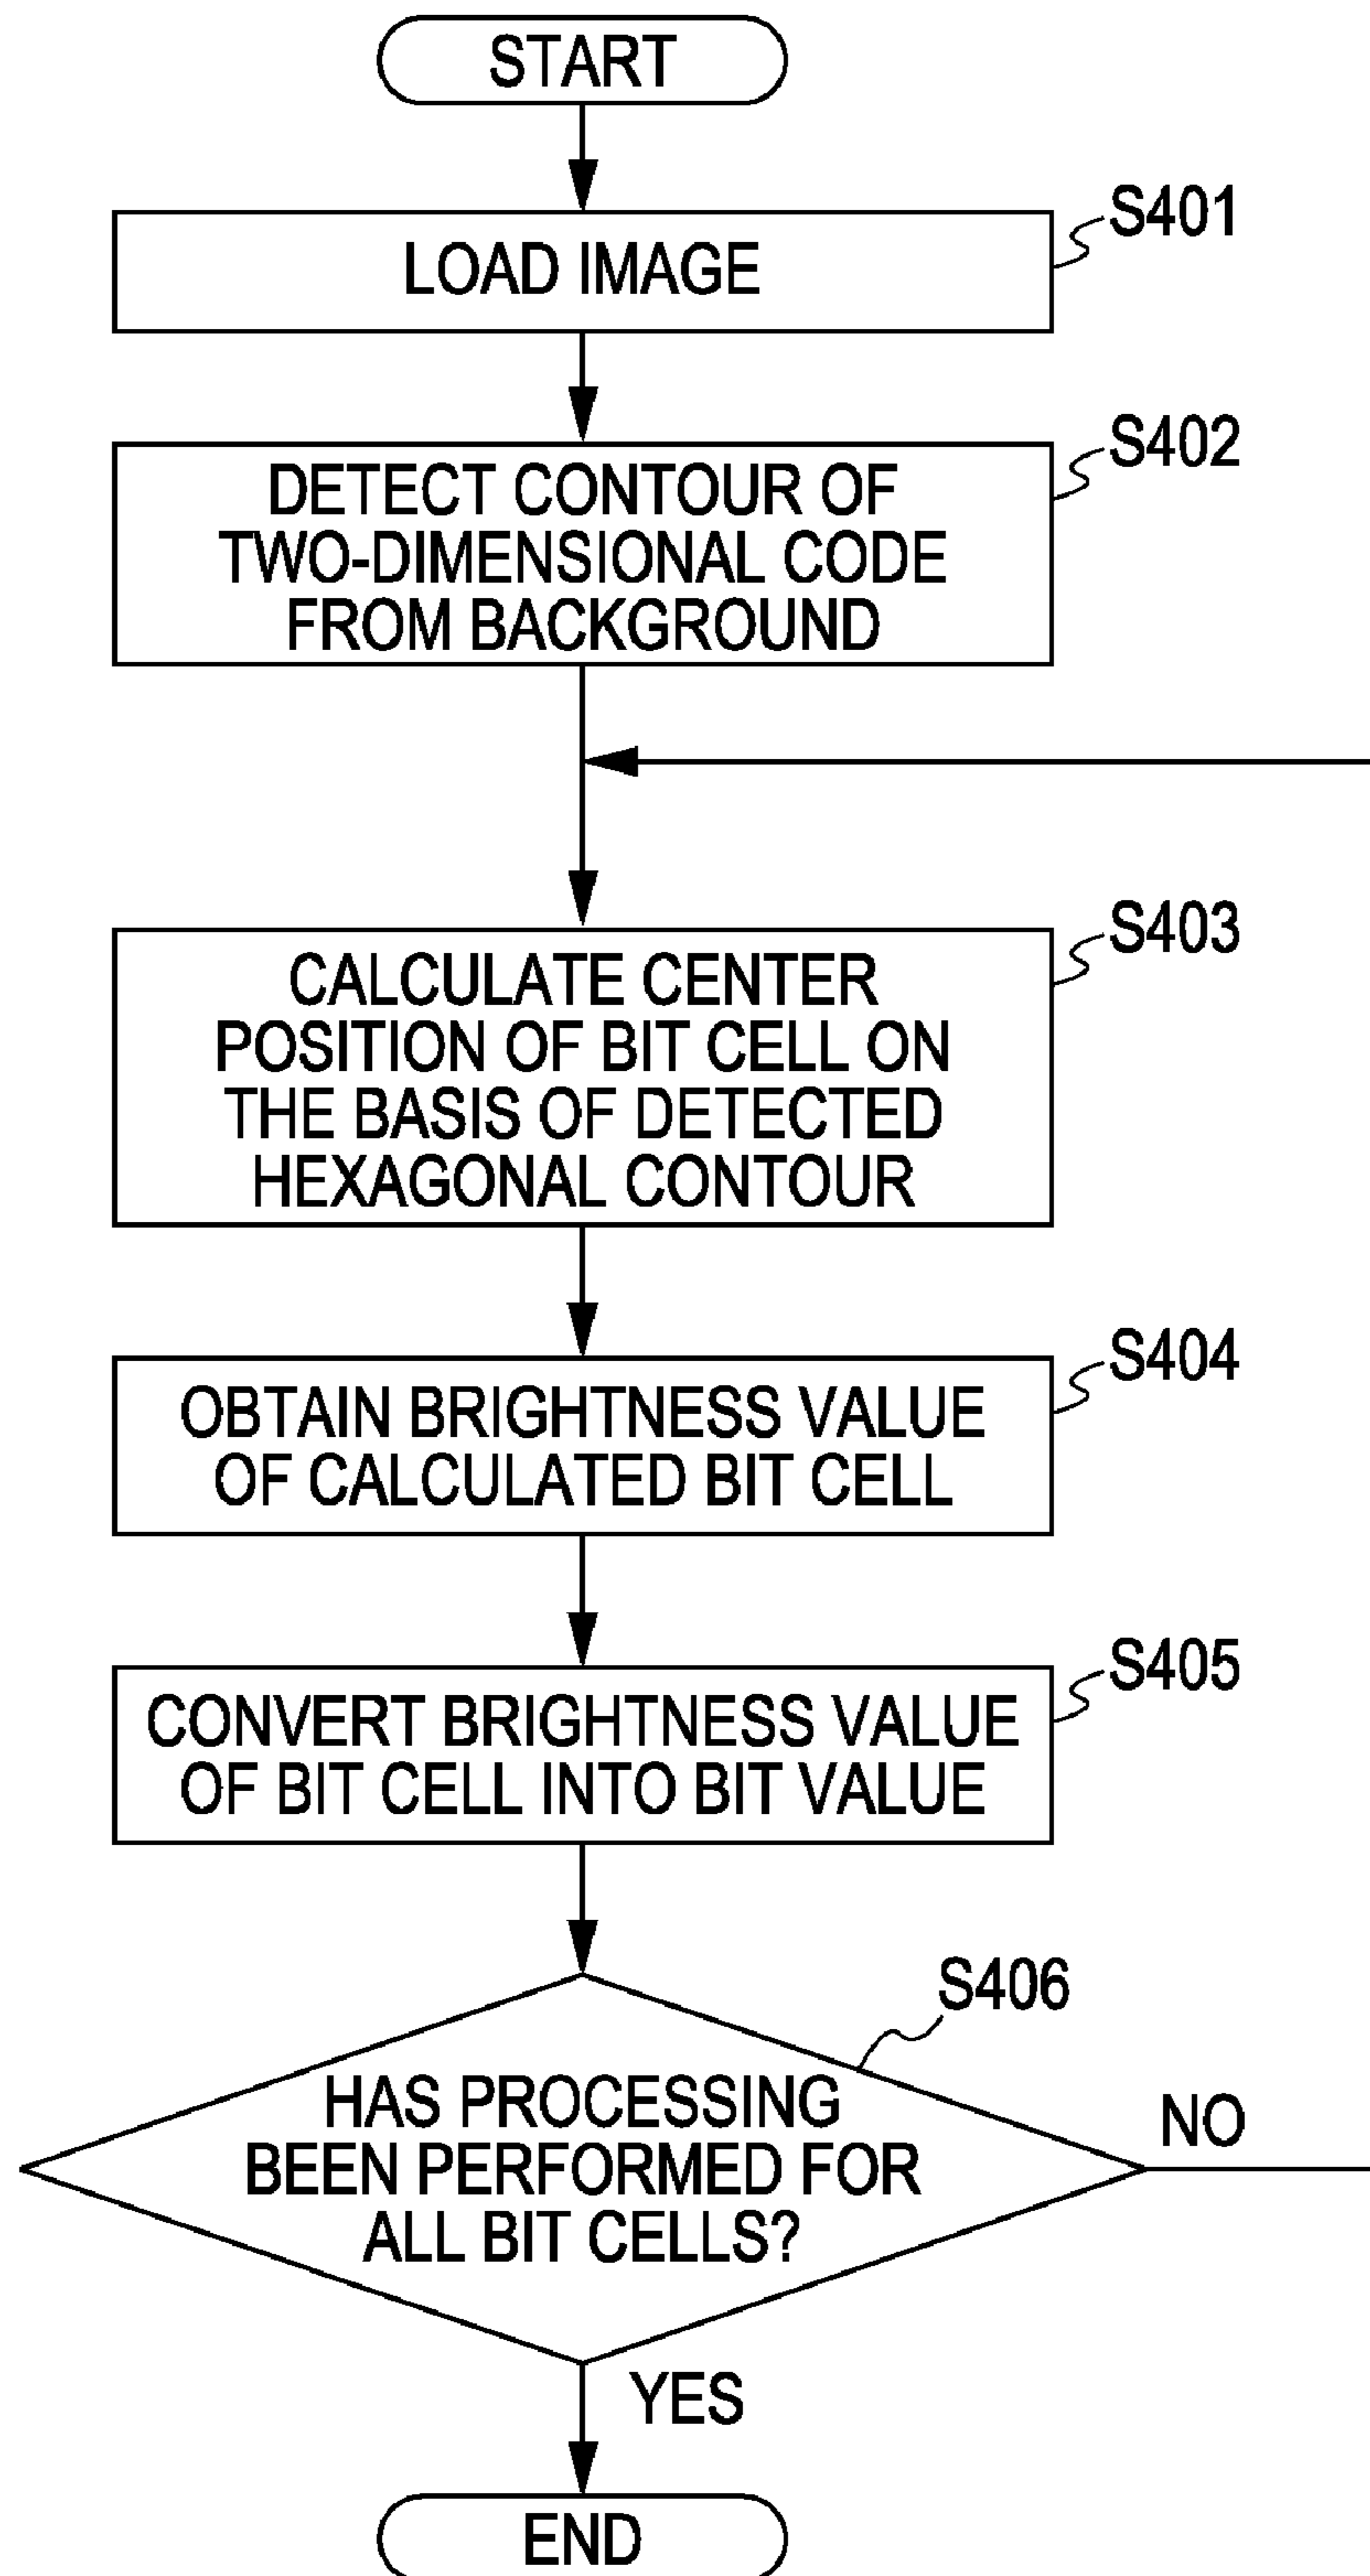 START
S401
LOAD IMAGE
S402
DETECT CONTOUR OF
TWO-DIMENSIONAL CODE
FROM BACKGROUND
S403
CALCULATE CENTER
POSITION OF BIT CELL ON
THE BASIS OF DETECTED
HEXAGONAL CONTOUR
S404
OBTAIN BRIGHTNESS VALUE
OF CALCULATED BIT CELL
S405
CONVERT BRIGHTNESS VALUE
OF BIT CELL INTO BIT VALUE
S406
HAS PROCESSING
BEEN PERFORMED FOR
ALL BIT CELLS?
NO
YES
END